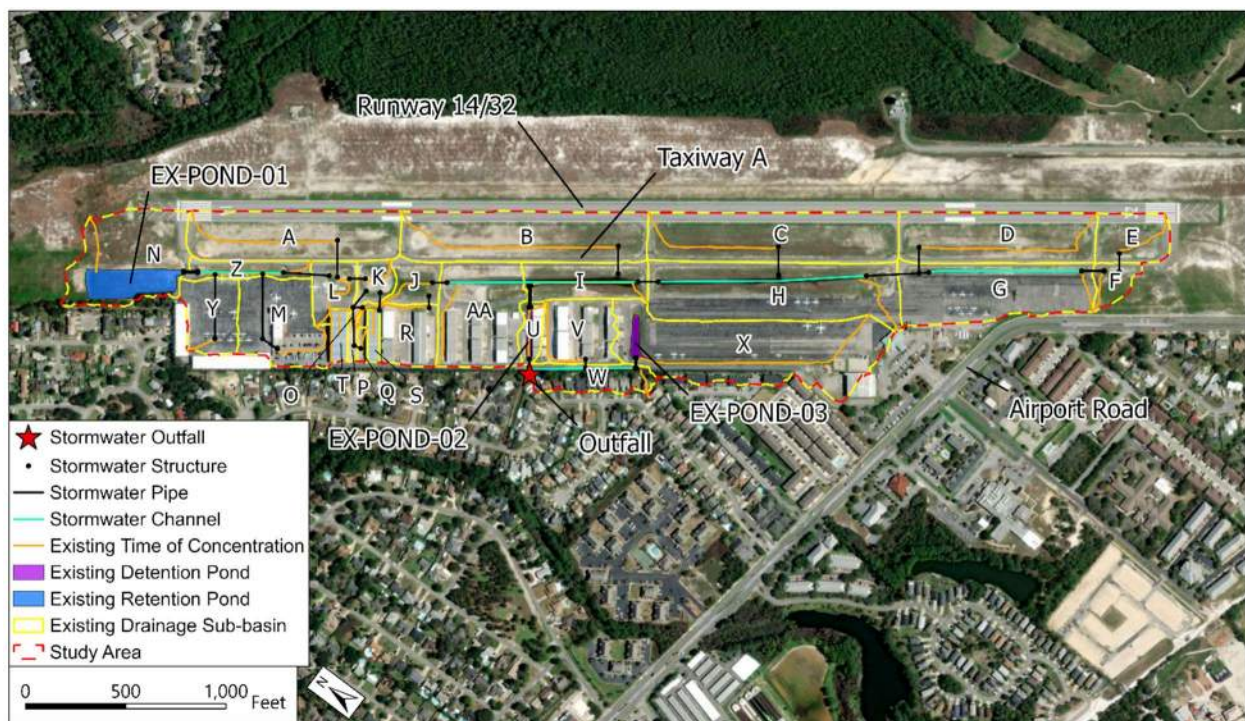 Runway 14/32
Taxiway A
EX-POND-01
A
B
C
D
E
N
Z
K
L
J
I
H
G
F
Y
M
AA
R
U
V
X
W
O
T
P
Q
S
EX-POND-02
Outfall
EX-POND-03
Airport Road
Stormwater Outfall
Stormwater Structure
Stormwater Pipe
Stormwater Channel
Existing Time of Concentration
Existing Detention Pond
Existing Retention Pond
Existing Drainage Sub-basin
Study Area
0 500 1,000 Feet
N